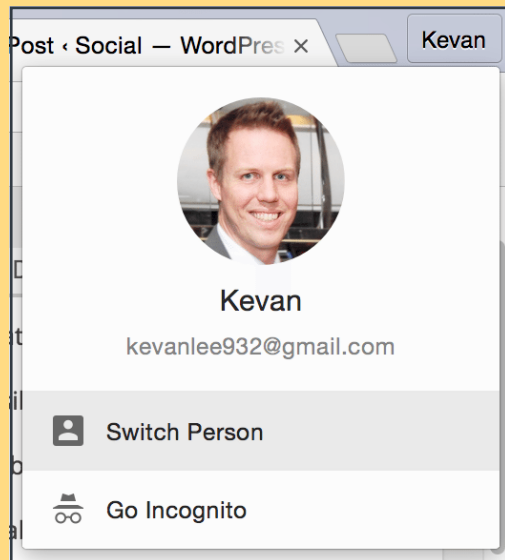 Post ‹ Social — WordPres
Kevan
Kevan
kevanlee932@gmail.com
Switch Person
Go Incognito